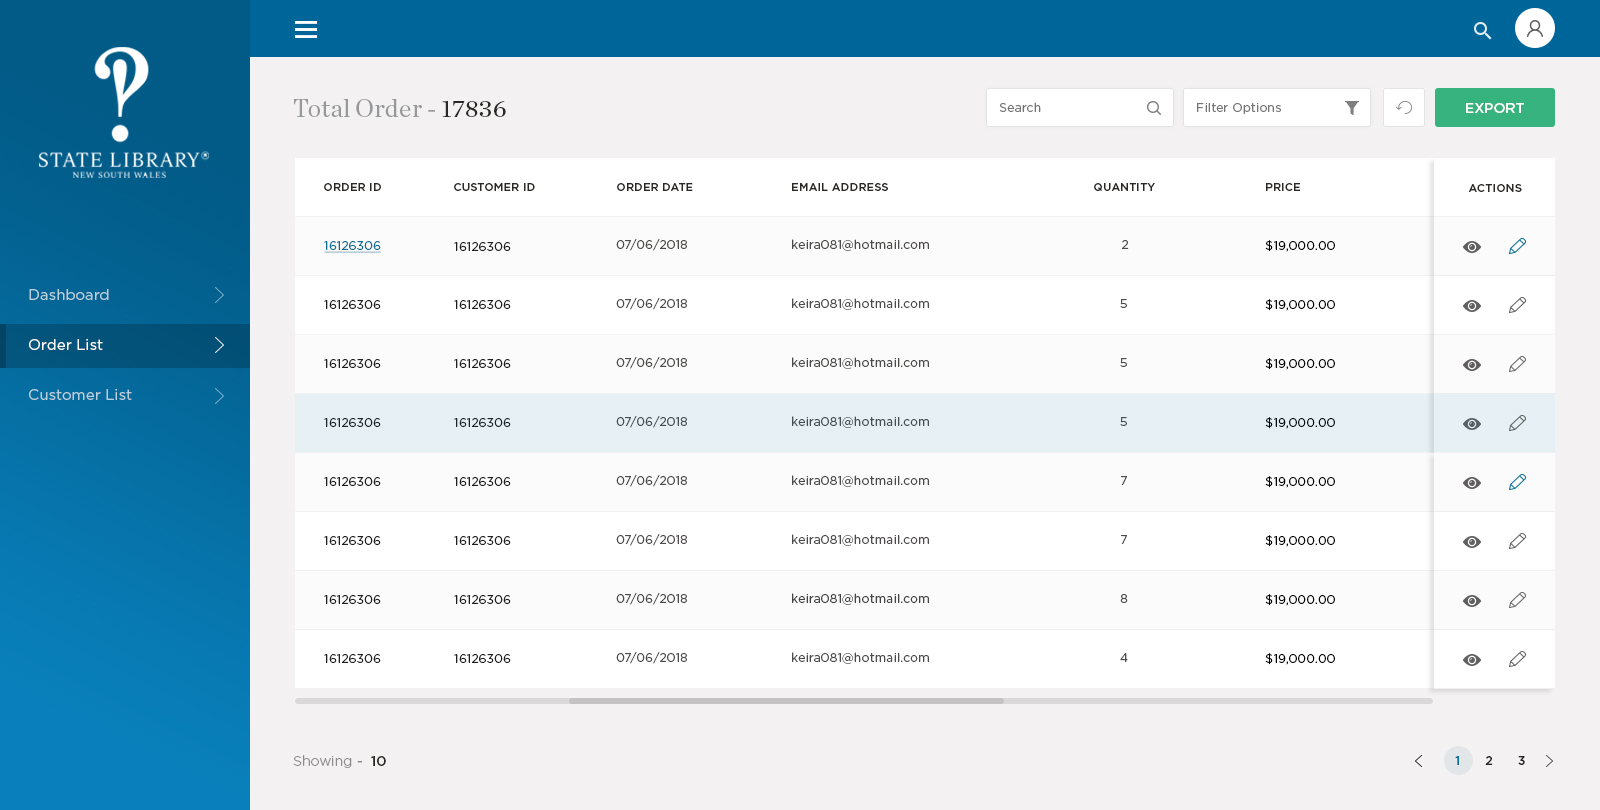 STATE LIBRARY®
NEW SOUTH WALES
Dashboard
Order List
Customer List
Total Order - 17836
Search
Filter Options
EXPORT
ORDER ID CUSTOMER ID ORDER DATE EMAIL ADDRESS QUANTITY PRICE ACTIONS
16126306 16126306 07/06/2018 keira081@hotmail.com 2 $19,000.00
16126306 16126306 07/06/2018 keira081@hotmail.com 5 $19,000.00
16126306 16126306 07/06/2018 keira081@hotmail.com 5 $19,000.00
16126306 16126306 07/06/2018 keira081@hotmail.com 5 $19,000.00
16126306 16126306 07/06/2018 keira081@hotmail.com 7 $19,000.00
16126306 16126306 07/06/2018 keira081@hotmail.com 7 $19,000.00
16126306 16126306 07/06/2018 keira081@hotmail.com 8 $19,000.00
16126306 16126306 07/06/2018 keira081@hotmail.com 4 $19,000.00
Showing - 10
1 2 3